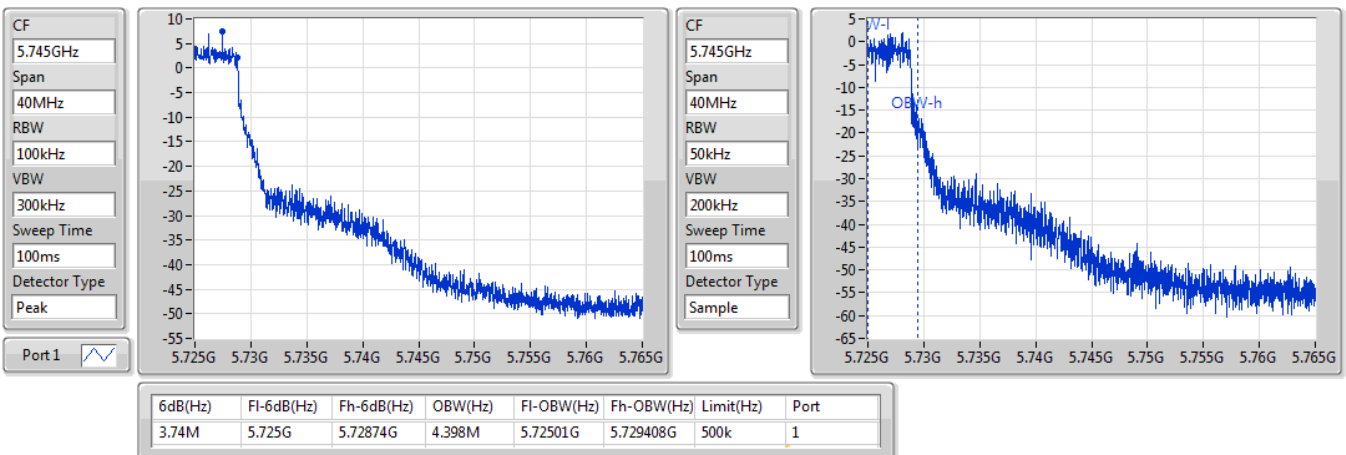 CF
5.745GHz
Span
40MHz
RBW
100kHz
VBW
300kHz
Sweep Time
100ms
Detector Type
Peak
Port 1
10
5
0
-5
-10
-15
-20
-25
-30
-35
-40
-45
-50
-55
5.725G 5.73G 5.735G 5.74G 5.745G 5.75G 5.755G 5.76G 5.765G
CF
5.745GHz
Span
40MHz
RBW
50kHz
VBW
200kHz
Sweep Time
100ms
Detector Type
Sample
5
0
-5
-10
-15
-20
-25
-30
-35
-40
-45
-50
-55
-60
-65
W-l
OBW-h
5.725G 5.73G 5.735G 5.74G 5.745G 5.75G 5.755G 5.76G 5.765G
6dB(Hz) Fl-6dB(Hz) Fh-6dB(Hz) OBW(Hz) Fl-OBW(Hz) Fh-OBW(Hz) Limit(Hz) Port
3.74M 5.725G 5.72874G 4.398M 5.72501G 5.729408G 500k 1